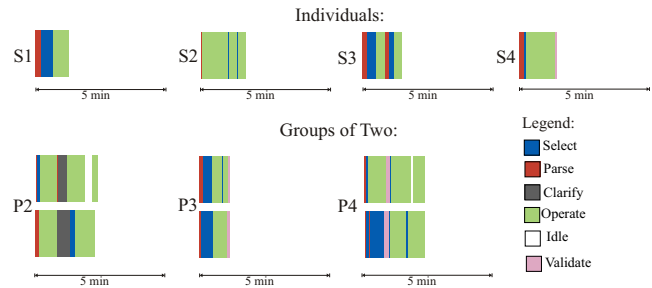 Individuals:
S1
S2
S3
S4
5 min
5 min
5 min
5 min
Groups of Two:
Legend:
Select
Parse
Clarify
Operate
Idle
Validate
P2
P3
P4
5 min
5 min
5 min